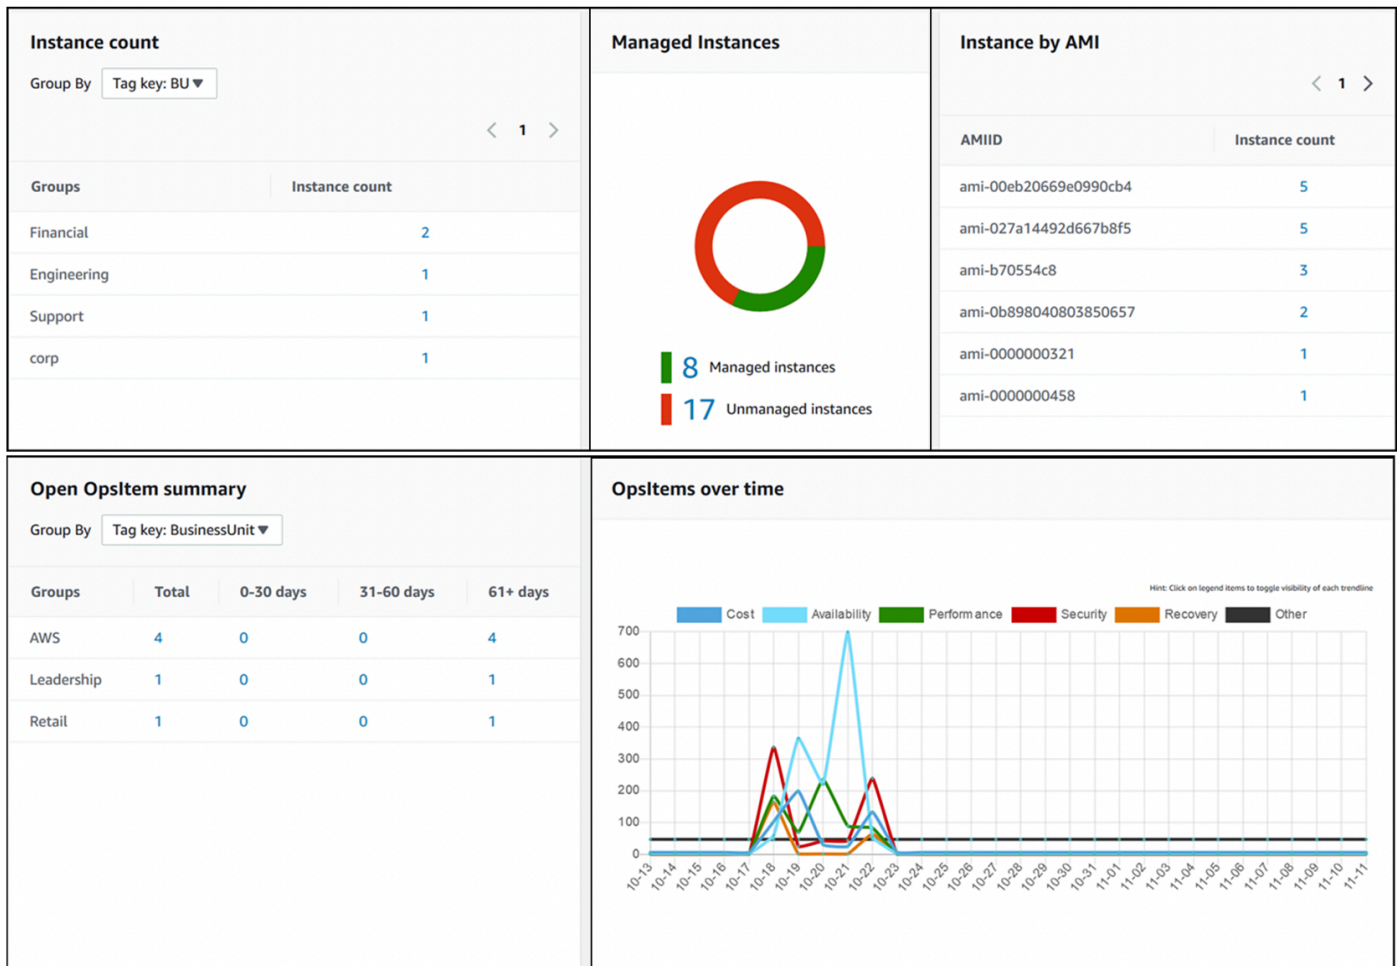 Instance count
Group By Tag key: BU
1
Groups Instance count
Financial 2
Engineering 1
Support 1
corp 1
Managed Instances
8 Managed instances
17 Unmanaged instances
Instance by AMI
1
AMIID Instance count
ami-00eb20669e0990cb4 5
ami-027a14492d667b8f5 5
ami-b70554c8 3
ami-0b898040803850657 2
ami-0000000321 1
ami-0000000458 1
Open OpsItem summary
Group By Tag key: BusinessUnit
Groups Total 0-30 days 31-60 days 61+ days
AWS 4 0 0 4
Leadership 1 0 0 1
Retail 1 0 0 1
OpsItems over time
Hint: Click on legend items to toggle visibility of each trendline
Cost Availability Performance Security Recovery Other
700
600
500
400
300
200
100
0
10-13 10-14 10-15 10-16 10-17 10-18 10-19 10-20 10-21 10-22 10-23 10-24 10-25 10-26 10-27 10-28 10-29 10-30 10-31 11-01 11-02 11-03 11-04 11-05 11-06 11-07 11-08 11-09 11-10 11-11